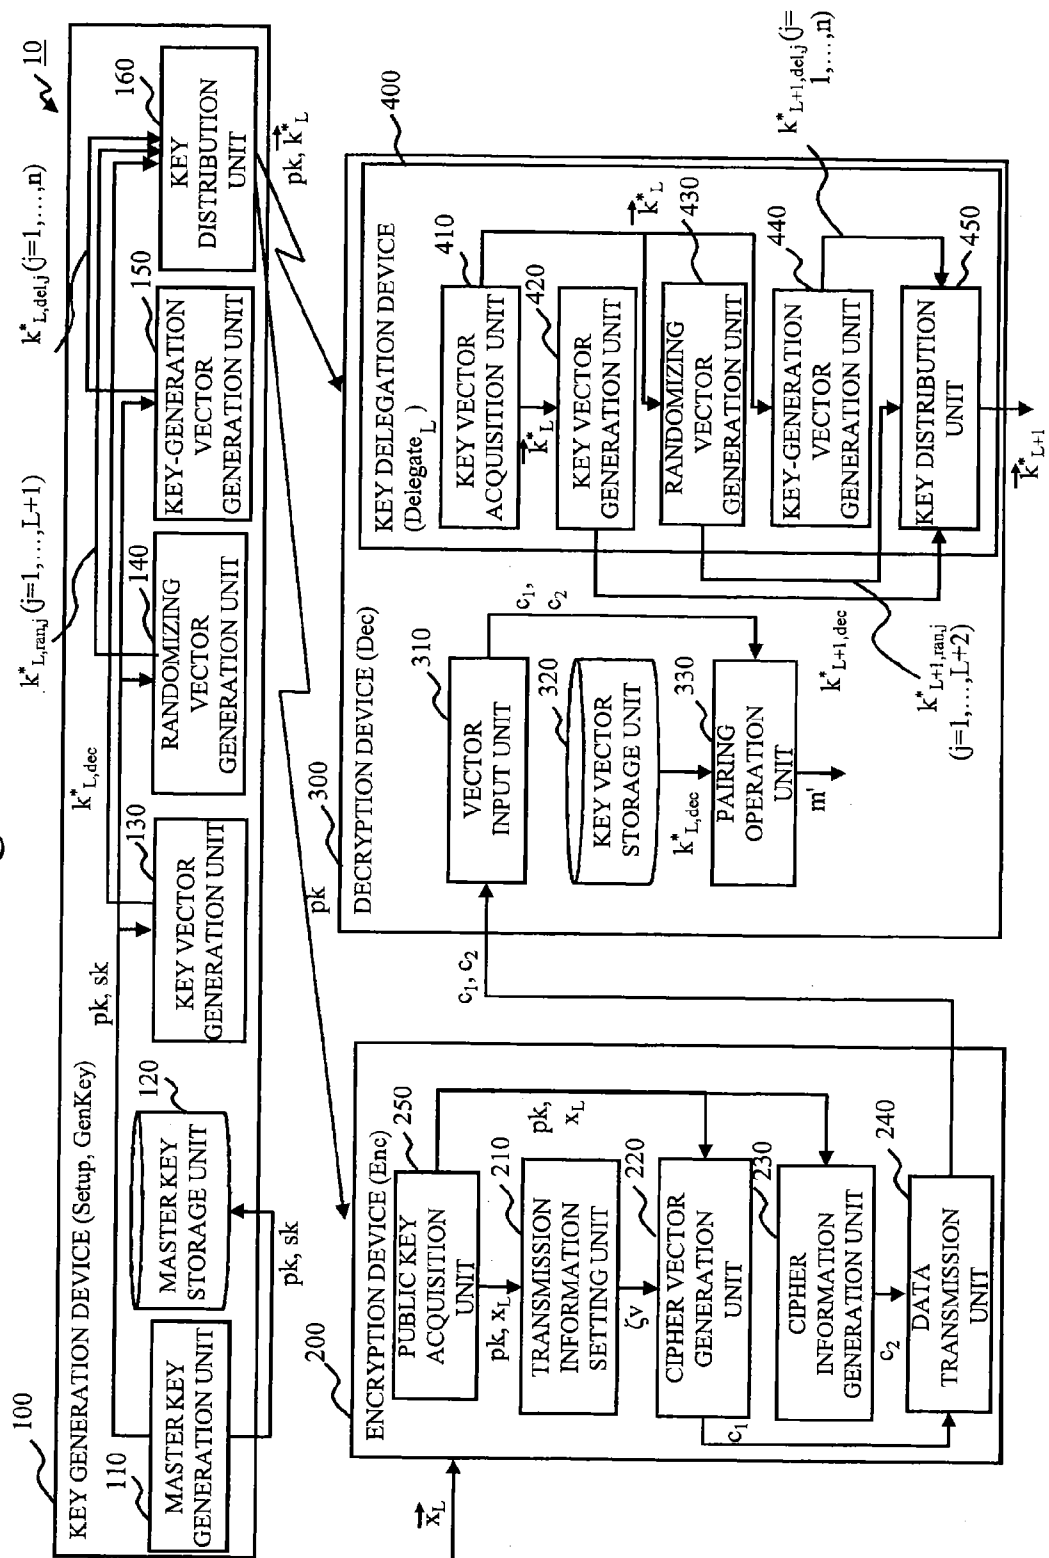 10
100
KEY GENERATION DEVICE (Setup, GenKey)
110
MASTER KEY
GENERATION UNIT
pk, sk
120
MASTER KEY
STORAGE UNIT
pk, sk
130
KEY VECTOR
GENERATION UNIT
k*L,dec
140
RANDOMIZING
VECTOR
GENERATION UNIT
k*L,ran,j (j=1,...,L+1)
150
KEY-GENERATION
VECTOR
GENERATION UNIT
k*L,del,j (j=1,...,n)
160
KEY
DISTRIBUTION
UNIT
pk, k*L
pk
xL
200
ENCRYPTION DEVICE (Enc)
250
PUBLIC KEY
ACQUISITION
UNIT
pk, xL
pk,
xL
210
TRANSMISSION
INFORMATION
SETTING UNIT
ζv
220
CIPHER VECTOR
GENERATION
UNIT
c1
230
CIPHER
INFORMATION
GENERATION UNIT
c2
240
DATA
TRANSMISSION
UNIT
c1, c2
300
DECRYPTION DEVICE (Dec)
310
VECTOR
INPUT UNIT
c1,
c2
320
KEY VECTOR
STORAGE UNIT
k*L,dec
330
PAIRING
OPERATION
UNIT
m'
400
KEY DELEGATION DEVICE
(DelegateL)
410
KEY VECTOR
ACQUISITION UNIT
k*L
k*L
420
KEY VECTOR
GENERATION UNIT
k*L+1,dec
430
RANDOMIZING
VECTOR
GENERATION UNIT
k*L+1,ran,j
(j=1,...,L+2)
440
KEY-GENERATION
VECTOR
GENERATION UNIT
k*L+1,del,j (j=
1,...,n)
450
KEY DISTRIBUTION
UNIT
k*L+1